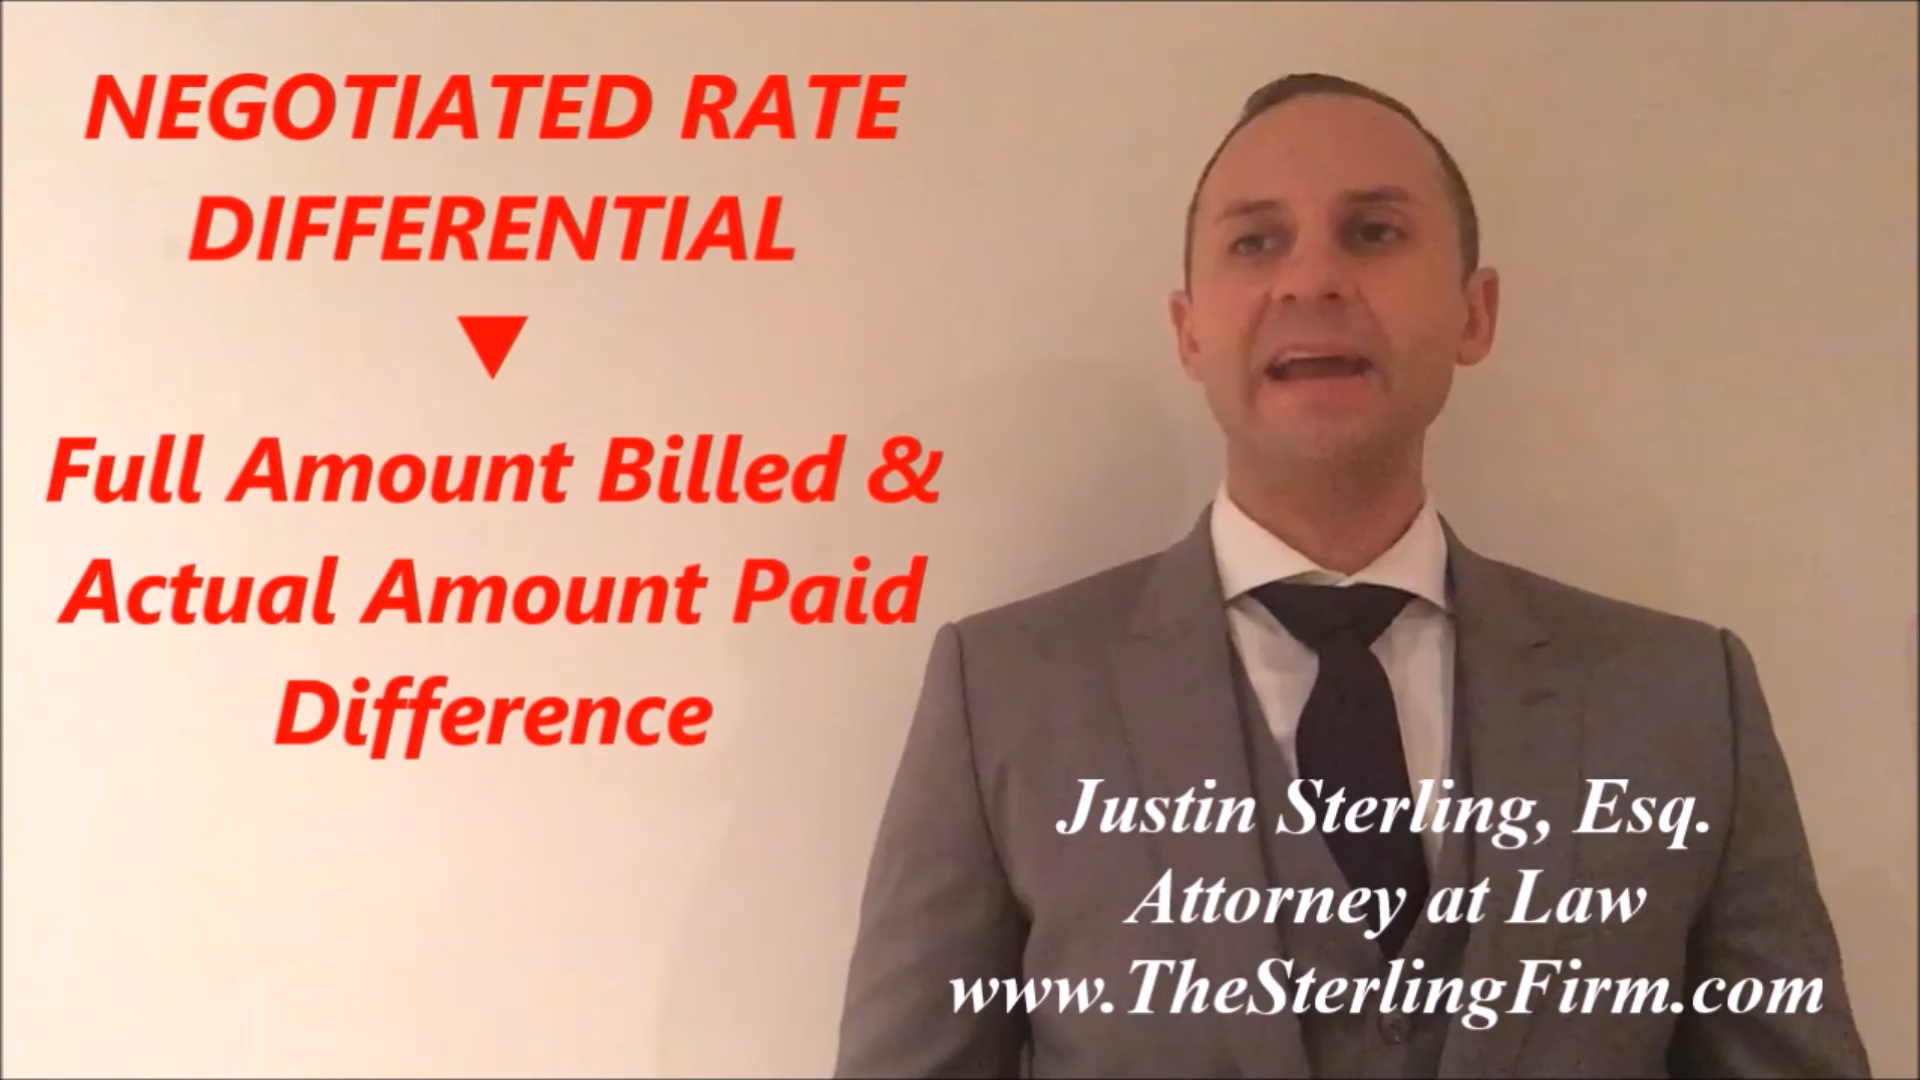 NEGOTIATED RATE
DIFFERENTIAL
Full Amount Billed &
Actual Amount Paid
Difference
Justin Sterling, Esq.
Attorney at Law
www.TheSterlingFirm.com